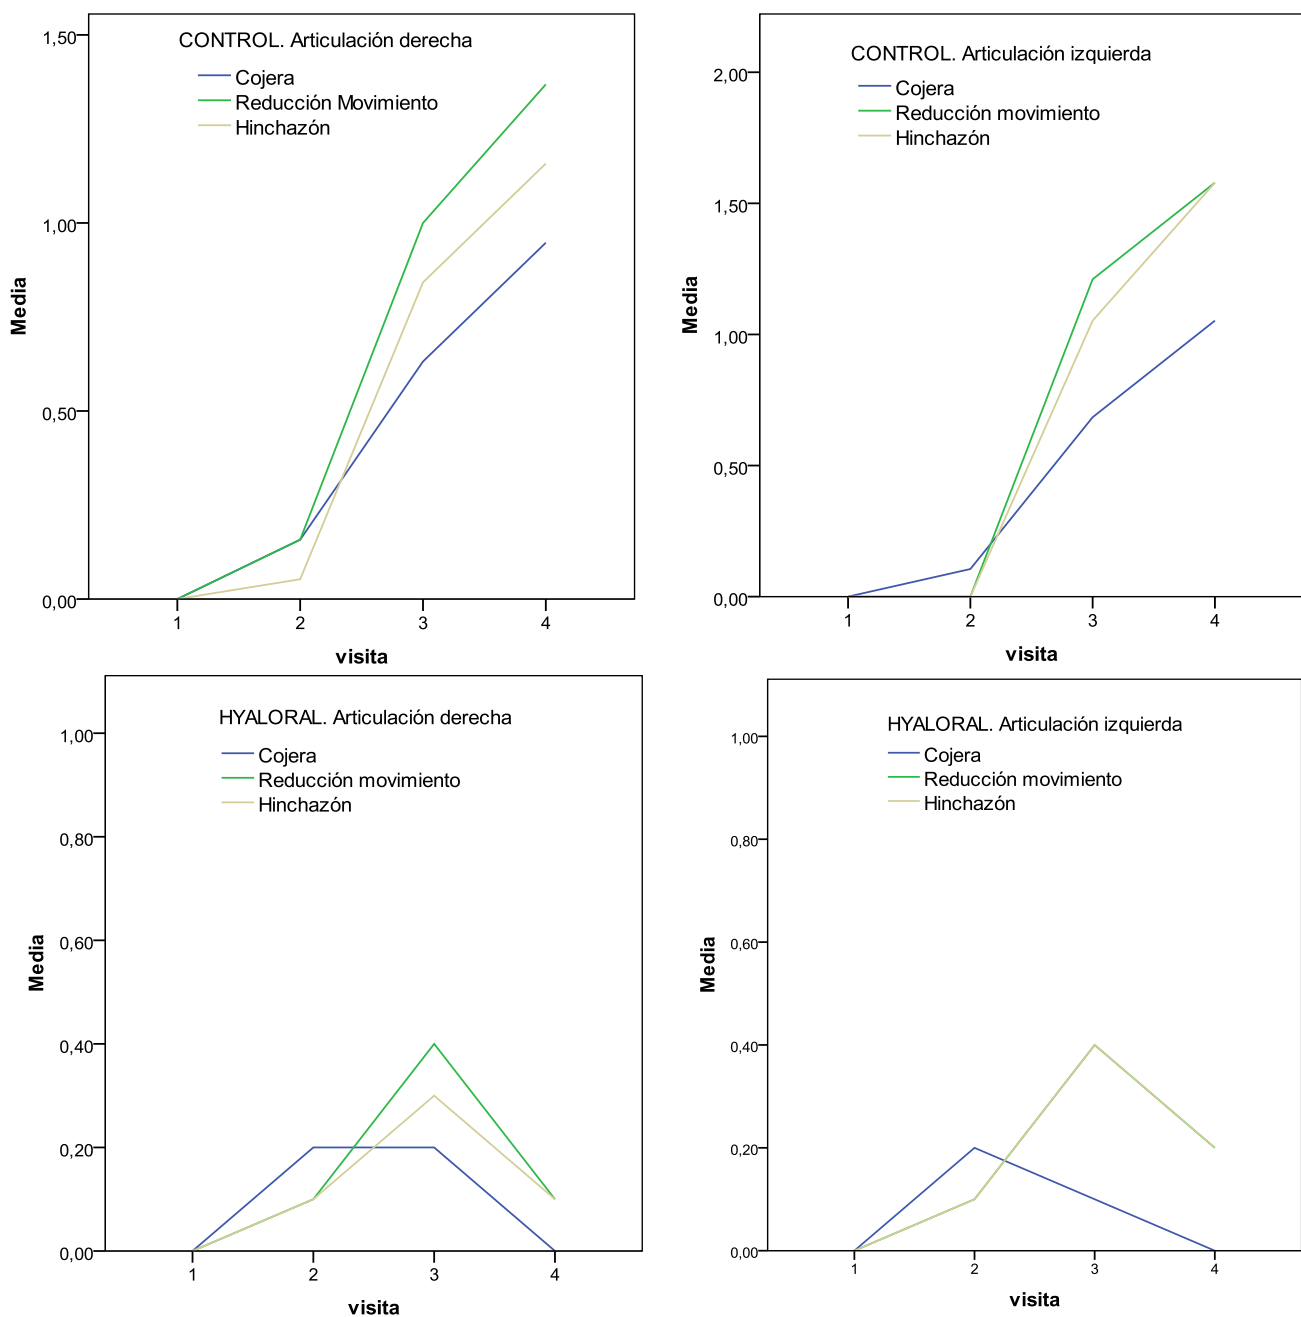 CONTROL. Articulación derecha
Cojera
Reducción Movimiento
Hinchazón
1,50
1,00
0,50
0,00
Media
1
2
3
4
visita
CONTROL. Articulación izquierda
Cojera
Reducción movimiento
Hinchazón
2,00
1,50
1,00
0,50
0,00
Media
1
2
3
4
visita
HYALORAL. Articulación derecha
Cojera
Reducción movimiento
Hinchazón
1,00
0,80
0,60
0,40
0,20
0,00
Media
1
2
3
4
visita
HYALORAL. Articulación izquierda
Cojera
Reducción movimiento
Hinchazón
1,00
0,80
0,60
0,40
0,20
0,00
Media
1
2
3
4
visita